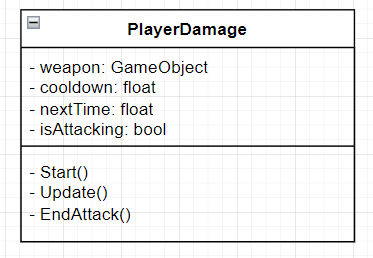 PlayerDamage
- weapon: GameObject
- cooldown: float
- nextTime: float
- isAttacking: bool
- Start()
- Update()
- EndAttack()